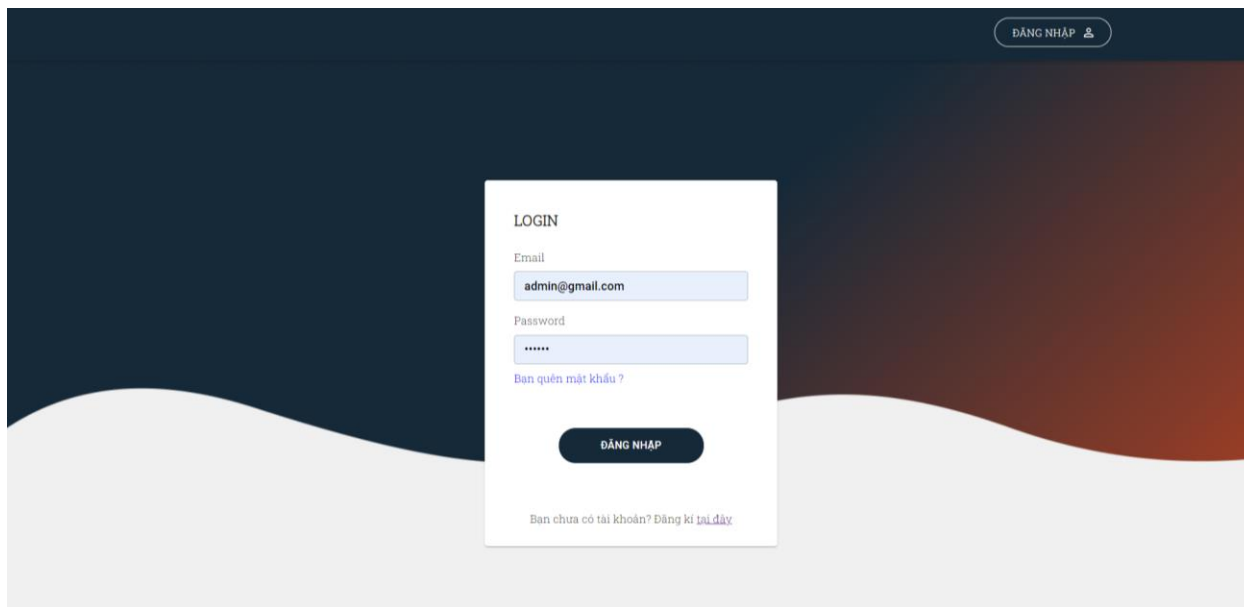 ĐĂNG NHẬP
LOGIN
Email
admin@gmail.com
Password
••••••
Bạn quên mật khẩu ?
ĐĂNG NHẬP
Bạn chưa có tài khoản? Đăng kí tại đây